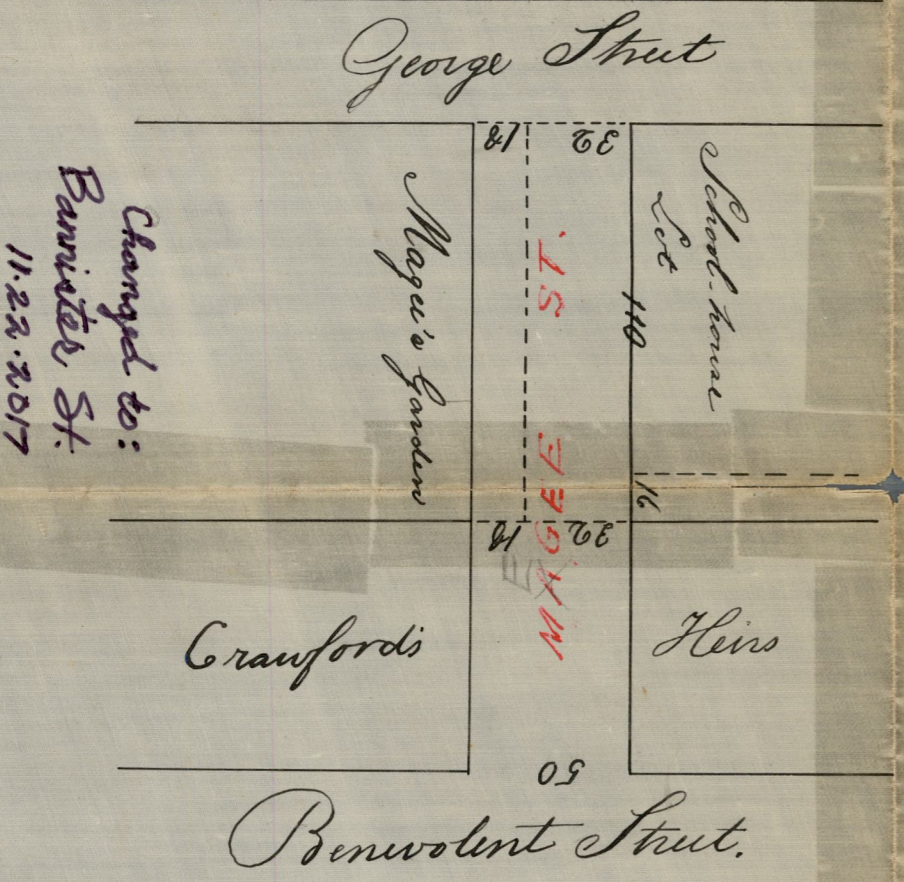 George Street
18
32
Changed to:
Bannister St.
11.22.2017
Magee's Garden
MAGEE ST.
School-house
Lot
110
16
18
32
Crawford's
Heirs
50
Benevolent Street.